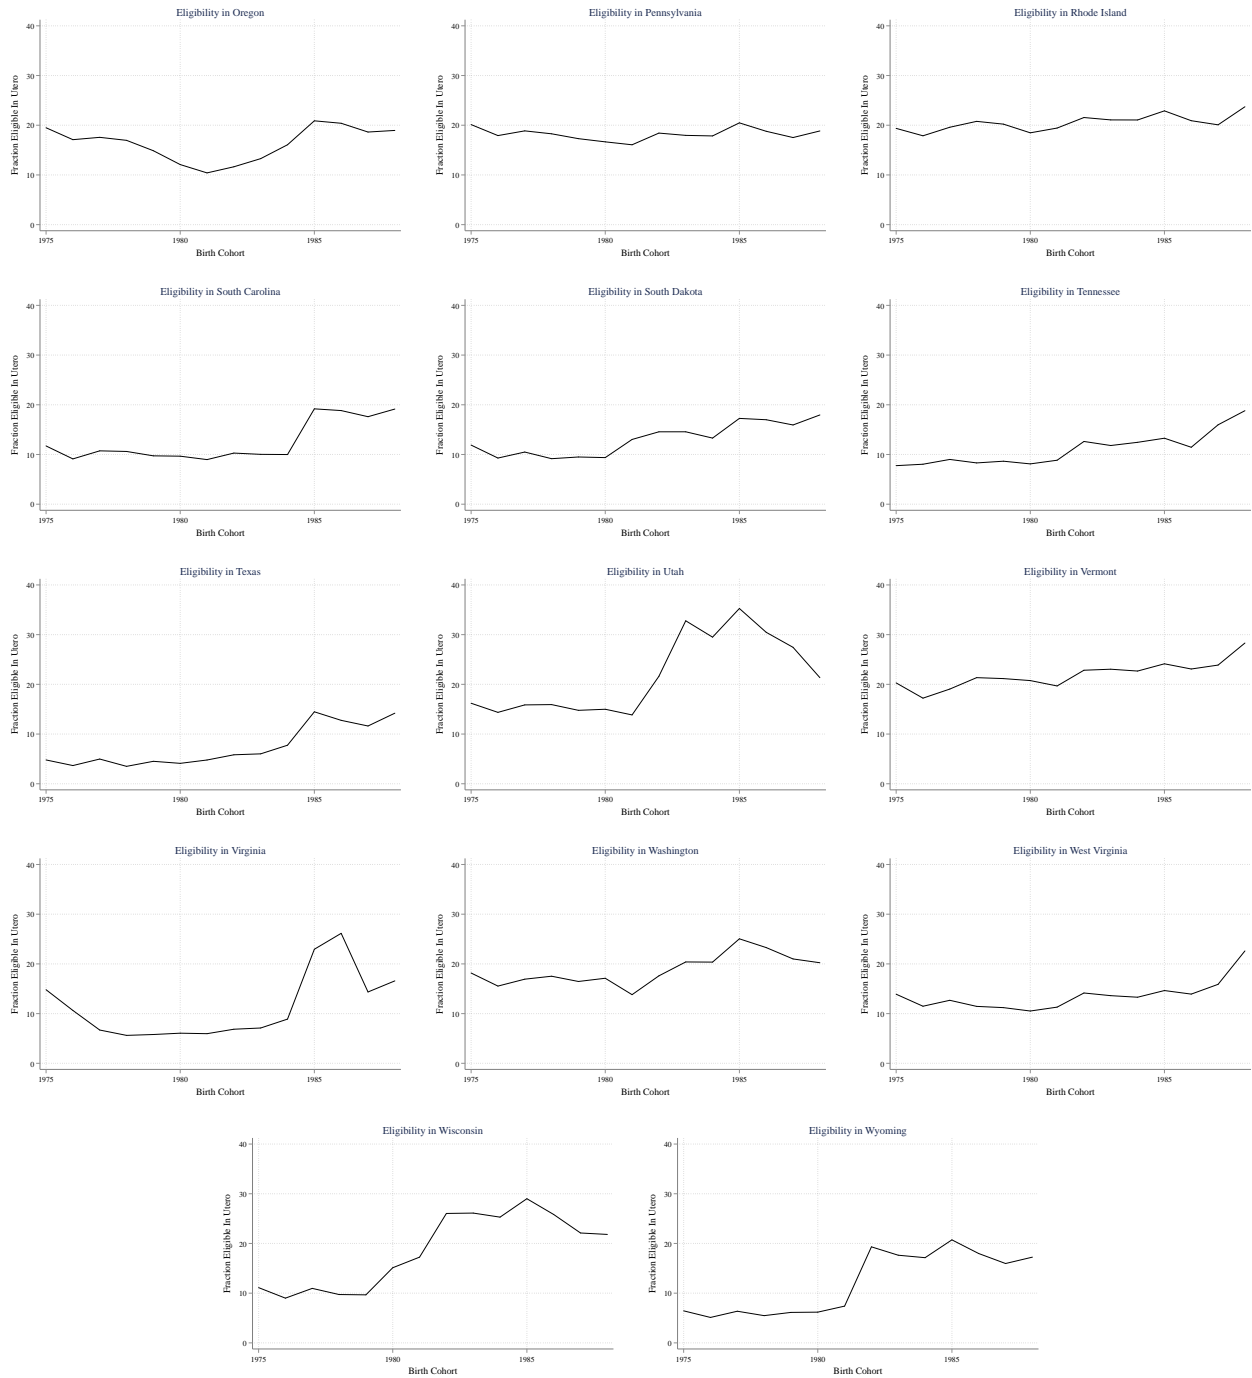 Eligibility in Oregon
Fraction Eligible In Utero
40
30
20
10
0
1975
1980
1985
Birth Cohort
Eligibility in Pennsylvania
Fraction Eligible In Utero
40
30
20
10
0
1975
1980
1985
Birth Cohort
Eligibility in Rhode Island
Fraction Eligible In Utero
40
30
20
10
0
1975
1980
1985
Birth Cohort
Eligibility in South Carolina
Fraction Eligible In Utero
40
30
20
10
0
1975
1980
1985
Birth Cohort
Eligibility in South Dakota
Fraction Eligible In Utero
40
30
20
10
0
1975
1980
1985
Birth Cohort
Eligibility in Tennessee
Fraction Eligible In Utero
40
30
20
10
0
1975
1980
1985
Birth Cohort
Eligibility in Texas
Fraction Eligible In Utero
40
30
20
10
0
1975
1980
1985
Birth Cohort
Eligibility in Utah
Fraction Eligible In Utero
40
30
20
10
0
1975
1980
1985
Birth Cohort
Eligibility in Vermont
Fraction Eligible In Utero
40
30
20
10
0
1975
1980
1985
Birth Cohort
Eligibility in Virginia
Fraction Eligible In Utero
40
30
20
10
0
1975
1980
1985
Birth Cohort
Eligibility in Washington
Fraction Eligible In Utero
40
30
20
10
0
1975
1980
1985
Birth Cohort
Eligibility in West Virginia
Fraction Eligible In Utero
40
30
20
10
0
1975
1980
1985
Birth Cohort
Eligibility in Wisconsin
Fraction Eligible In Utero
40
30
20
10
0
1975
1980
1985
Birth Cohort
Eligibility in Wyoming
Fraction Eligible In Utero
40
30
20
10
0
1975
1980
1985
Birth Cohort